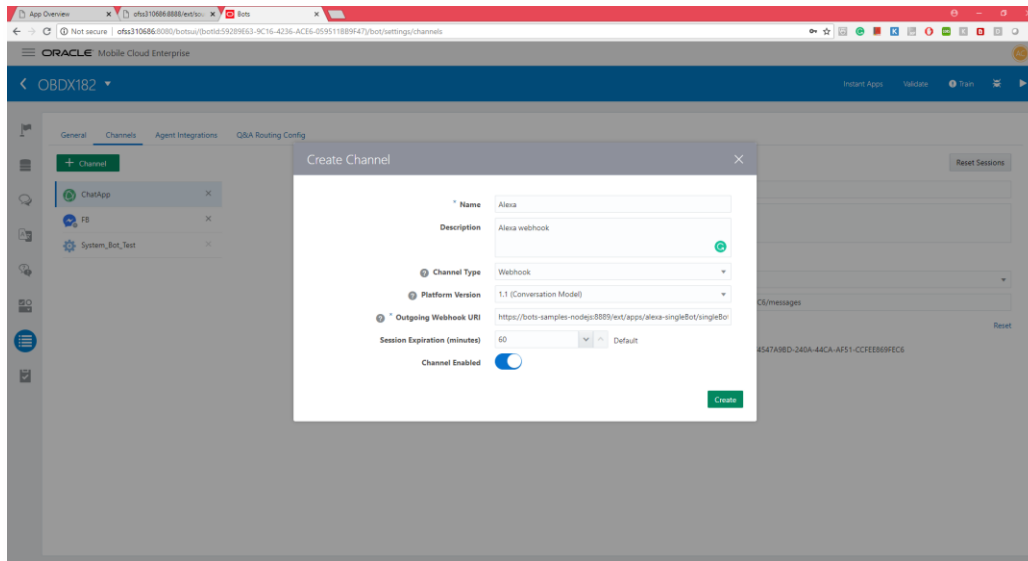 App Overview
ofss310686:8888/ext/sou
Bots
Not secure | ofss310686:8080/botsui/(botId:59289E63-9C16-4236-ACE6-059511889F47)/bot/settings/channels
ORACLE Mobile Cloud Enterprise
OBDX182
Instant Apps Validate Train
General Channels Agent Integrations Q&A Routing Config
+ Channel
Reset Sessions
ChatApp
FB
System_Bot_Test
C6/messages
Reset
4547A9BD-240A-44CA-AF51-CCFEEB69FEC6
Create Channel
* Name Alexa
Description Alexa webhook
Channel Type Webhook
Platform Version 1.1 (Conversation Model)
* Outgoing Webhook URI https://bots-samples-nodejs:8889/ext/apps/alexa-singleBot/singleBo
Session Expiration (minutes) 60 Default
Channel Enabled
Create